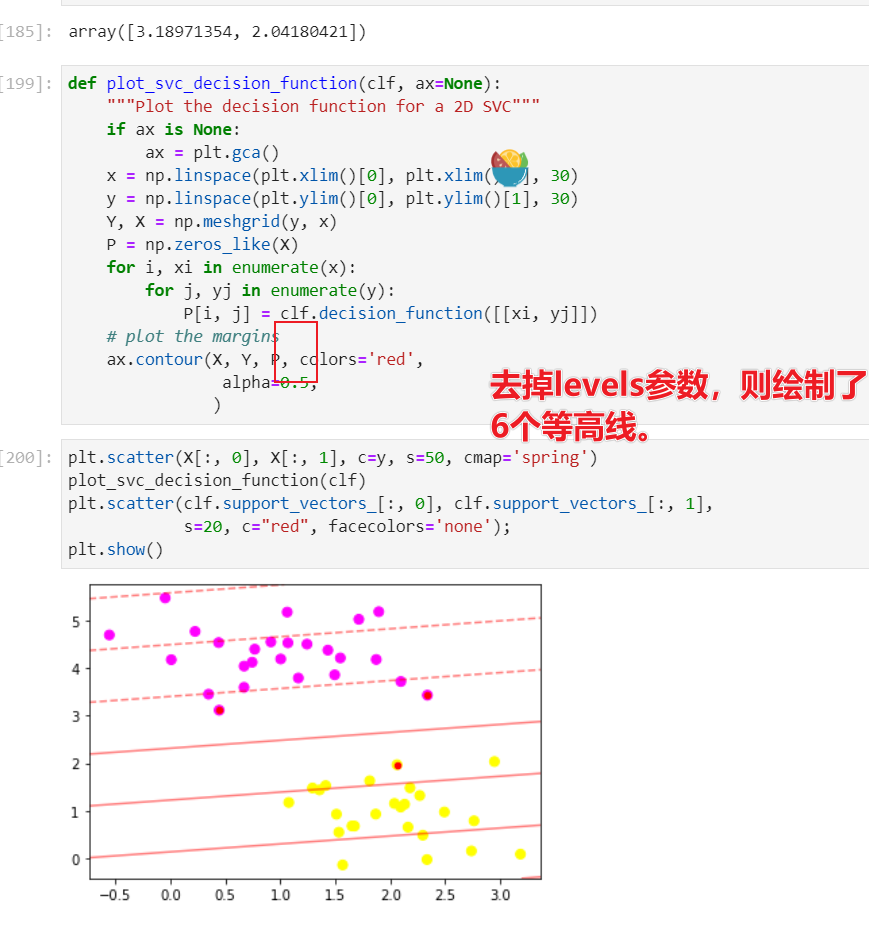 [185]: array([3.18971354, 2.04180421])
[199]: def plot_svc_decision_function(clf, ax=None):
"""Plot the decision function for a 2D SVC"""
if ax is None:
ax = plt.gca()
x = np.linspace(plt.xlim()[0], plt.xlim( ], 30)
y = np.linspace(plt.ylim()[0], plt.ylim()[1], 30)
Y, X = np.meshgrid(y, x)
P = np.zeros_like(X)
for i, xi in enumerate(x):
for j, yj in enumerate(y):
P[i, j] = clf.decision_function([[xi, yj]])
# plot the margins
ax.contour(X, Y, P, colors='red',
alpha=0.5,
)
去掉levels参数，则绘制了
6个等高线。
[200]: plt.scatter(X[:, 0], X[:, 1], c=y, s=50, cmap='spring')
plot_svc_decision_function(clf)
plt.scatter(clf.support_vectors_[:, 0], clf.support_vectors_[:, 1],
s=20, c="red", facecolors='none');
plt.show()
5
4
3
2
1
0
−0.5 0.0 0.5 1.0 1.5 2.0 2.5 3.0